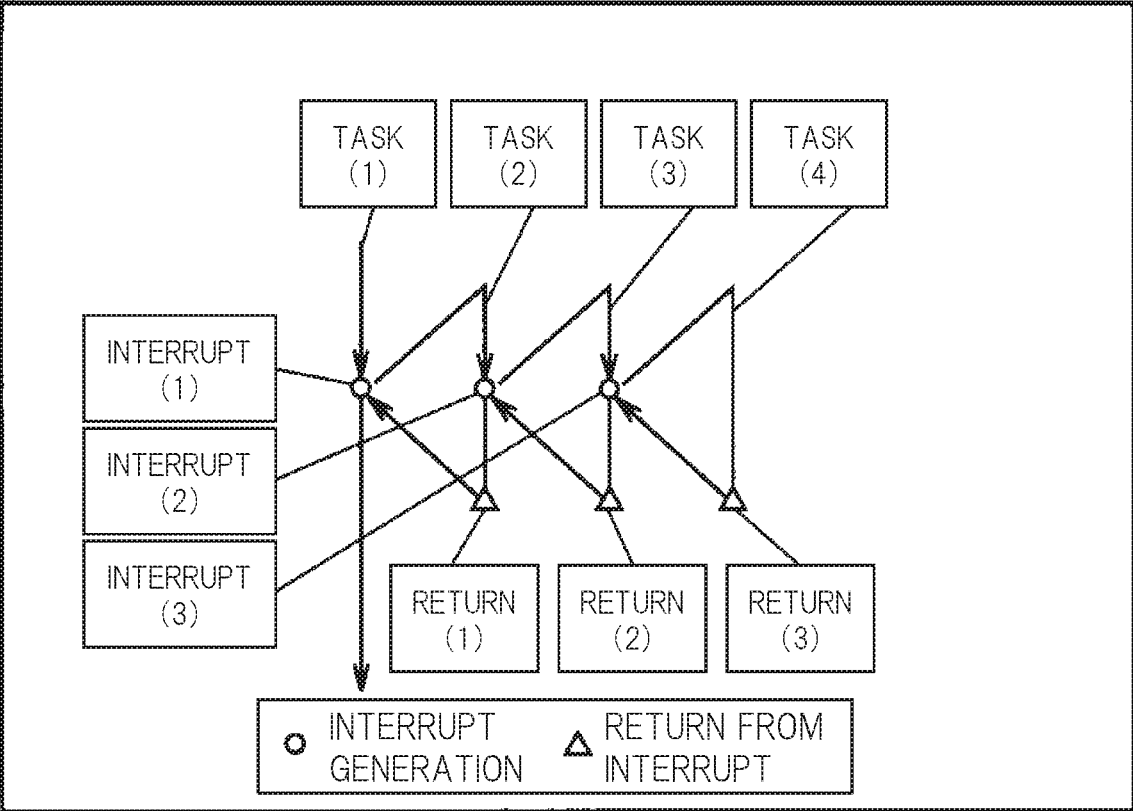 TASK
(1)
TASK
(2)
TASK
(3)
TASK
(4)
INTERRUPT
(1)
INTERRUPT
(2)
INTERRUPT
(3)
RETURN
(1)
RETURN
(2)
RETURN
(3)
INTERRUPT
GENERATION
RETURN FROM
INTERRUPT